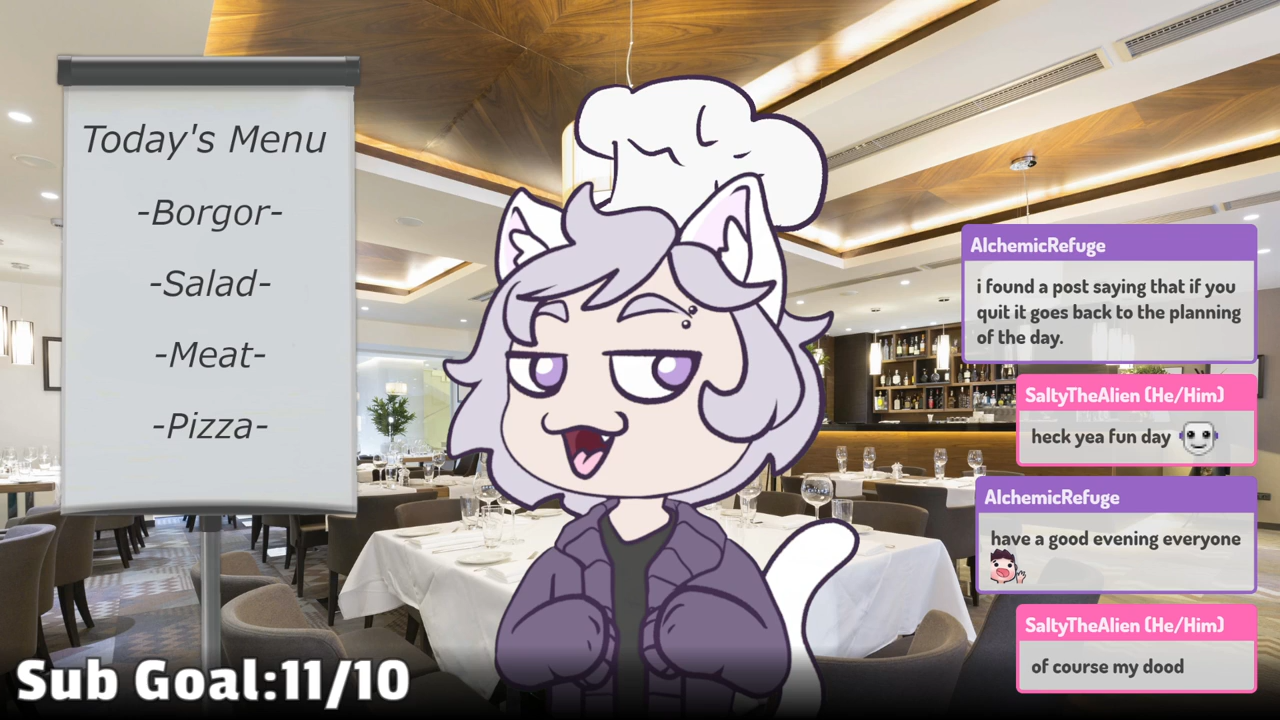 Today's Menu
-Borgor-
-Salad-
-Meat-
-Pizza-
AlchemicRefuge
i found a post saying that if you
quit it goes back to the planning
of the day.
SaltyTheAlien (He/Him)
heck yea fun day
AlchemicRefuge
have a good evening everyone
SaltyTheAlien (He/Him)
of course my dood
Sub Goal:11/10